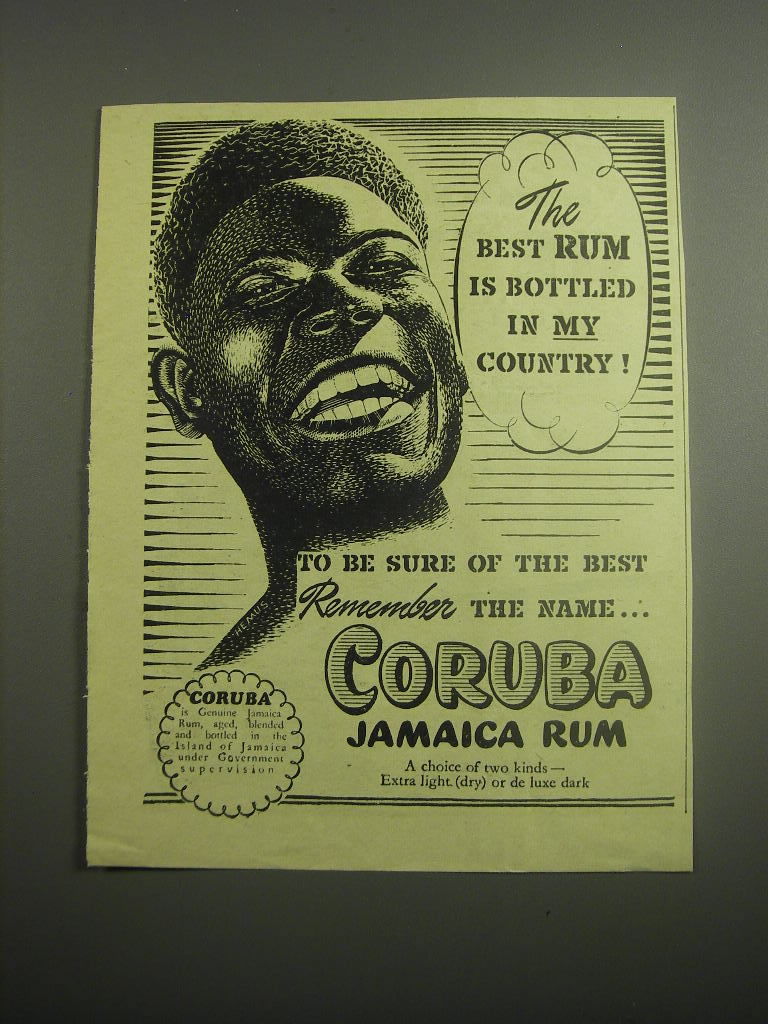 The
BEST RUM
IS BOTTLED
IN MY
COUNTRY!
TO BE SURE OF THE BEST
Remember THE NAME...
CORUBA
JAMAICA RUM
A choice of two kinds—
Extra light (dry) or de luxe dark
HEMUS
CORUBA
is Genuine Jamaica
Rum, aged, blended
and bottled in the
Island of Jamaica
under Government
supervision